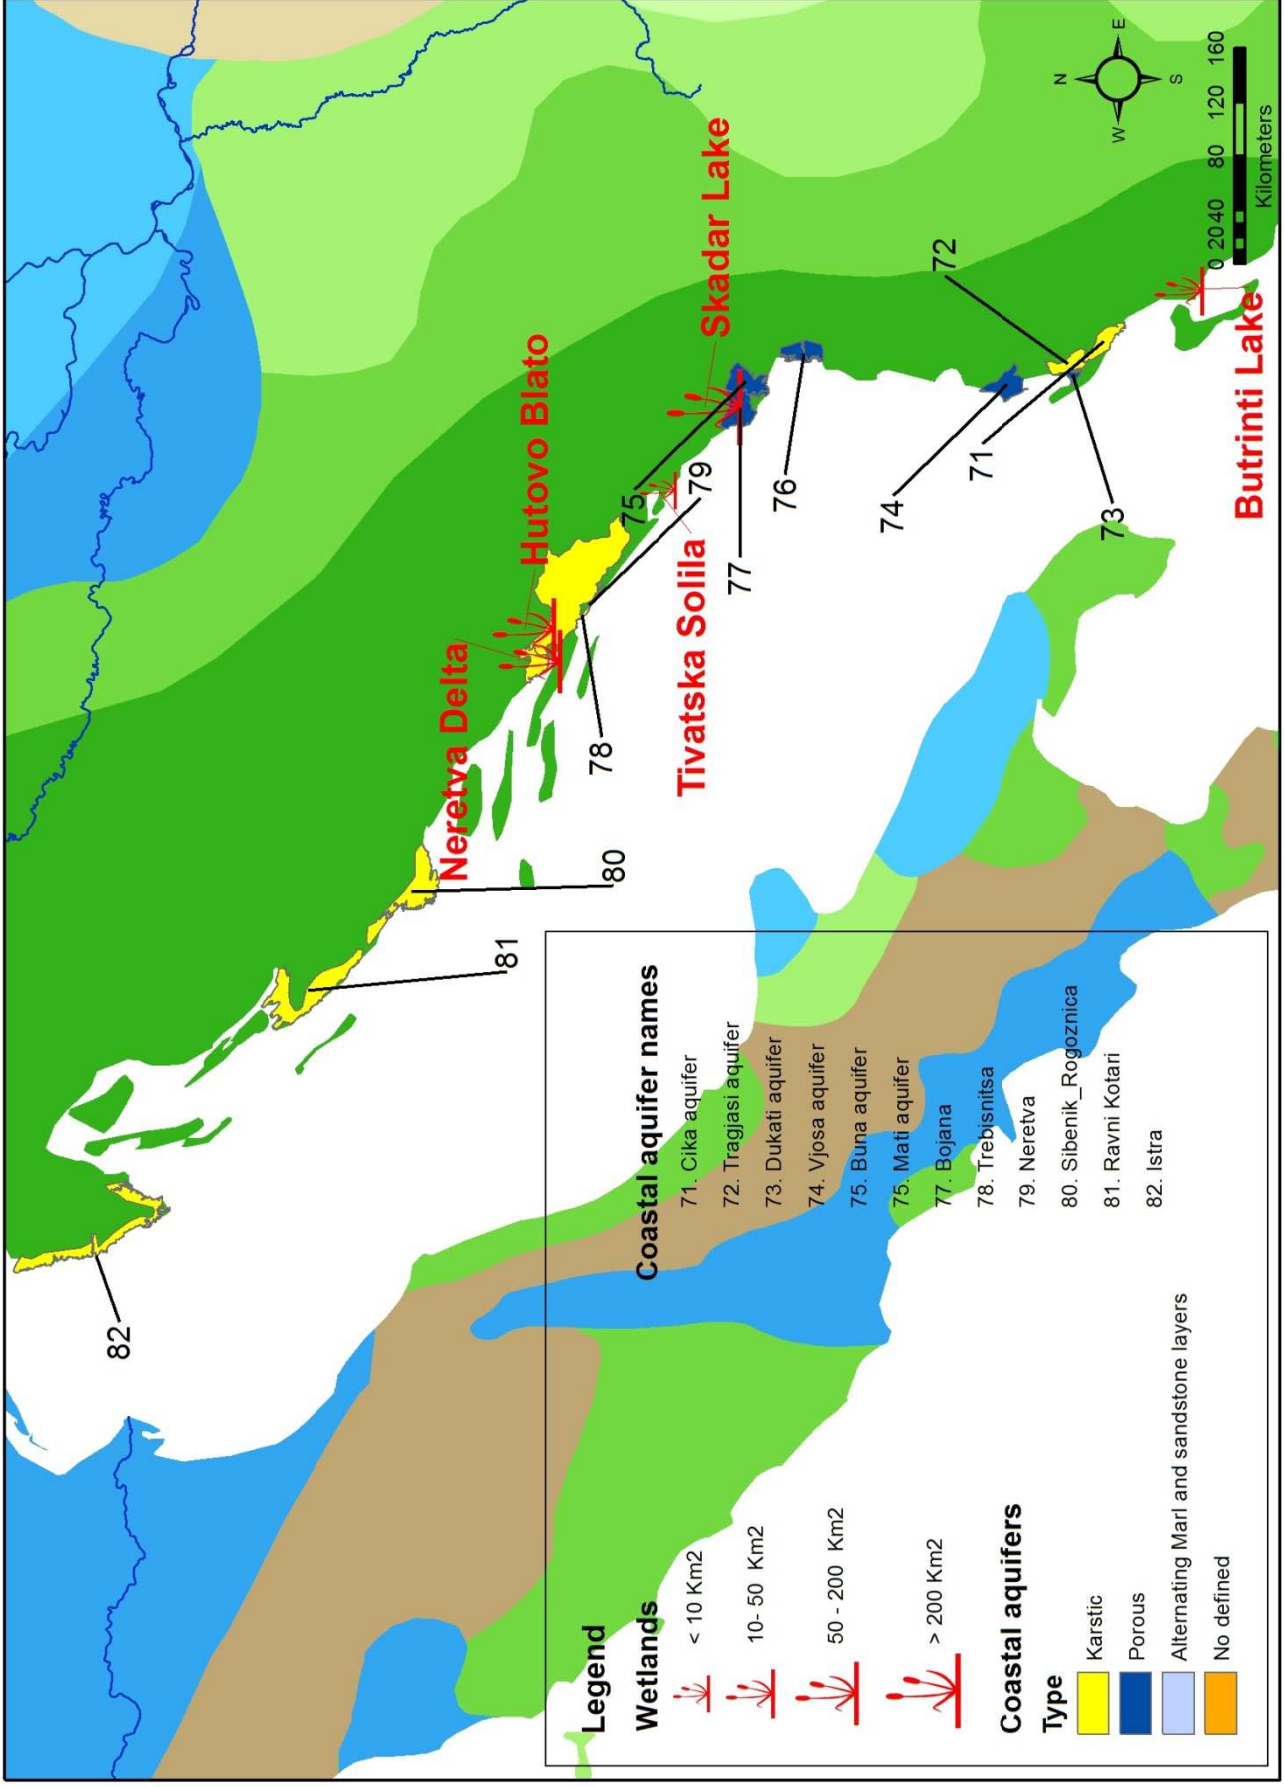 82
81
80
Neretva Delta
Hutovo Blato
78
79
75
Skadar Lake
Tivatska Solila
77
76
74
71
72
73
Butrinti Lake
N
E
S
W
0 20 40 80 120 160
Kilometers
Legend
Wetlands
< 10 Km2
10- 50 Km2
50 - 200 Km2
> 200 Km2
Coastal aquifers
Type
Karstic
Porous
Alternating Marl and sandstone layers
No defined
Coastal aquifer names
71. Cika aquifer
72. Tragjasi aquifer
73. Dukati aquifer
74. Vjosa aquifer
75. Buna aquifer
75. Mati aquifer
77. Bojana
78. Trebisnitsa
79. Neretva
80. Sibenik_Rogoznica
81. Ravni Kotari
82. Istra